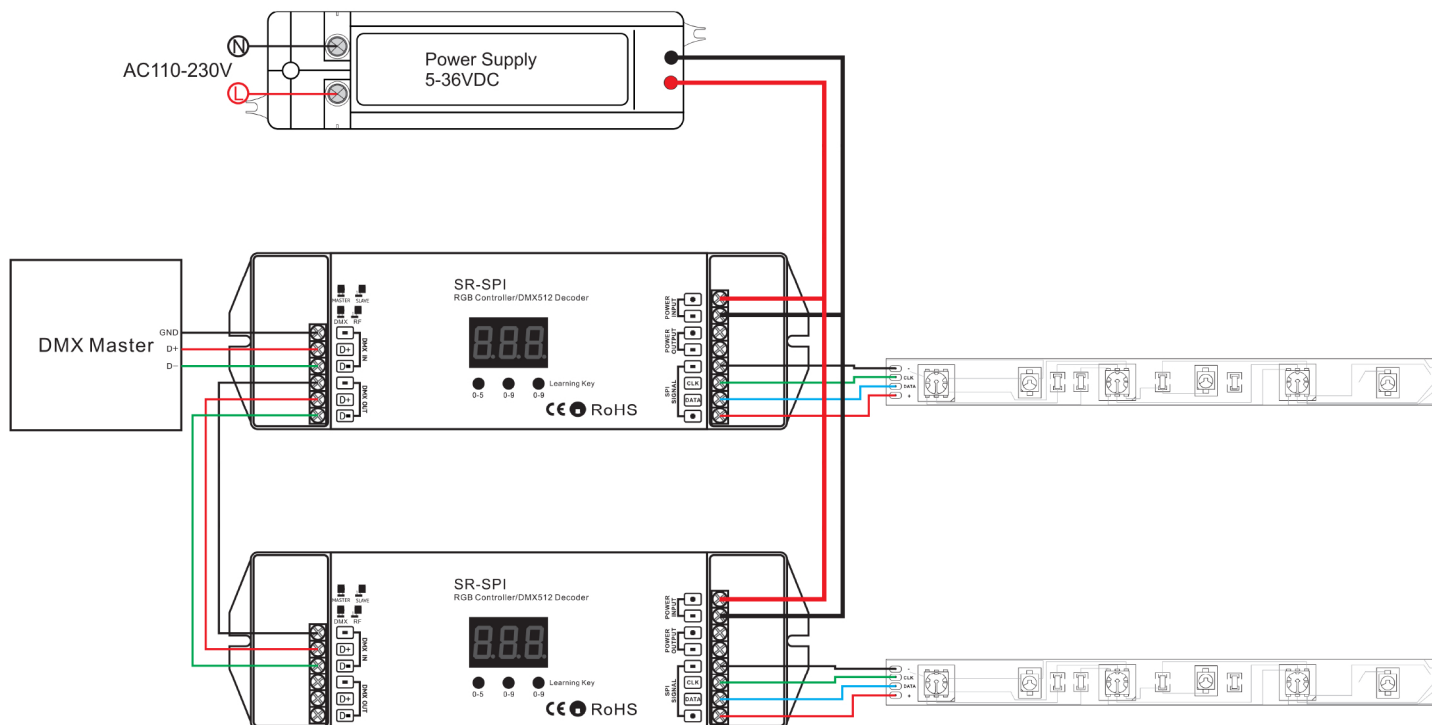 N
AC110-230V
L
Power Supply
5-36VDC
DMX Master
GND
D+
D-
SR-SPI
RGB Controller/DMX512 Decoder
MASTER SLAVE
DMX RF
DMX IN
D+
D-
DMX OUT
D+
D-
888
Learning Key
0-5 0-9 0-9
CE RoHS
POWER INPUT
POWER OUTPUT
SPI SIGNAL
CLK
DATA
-
CLK
DATA
+
SR-SPI
RGB Controller/DMX512 Decoder
MASTER SLAVE
DMX RF
DMX IN
D+
D-
DMX OUT
D+
D-
888
Learning Key
0-5 0-9 0-9
CE RoHS
POWER INPUT
POWER OUTPUT
SPI SIGNAL
CLK
DATA
-
CLK
DATA
+